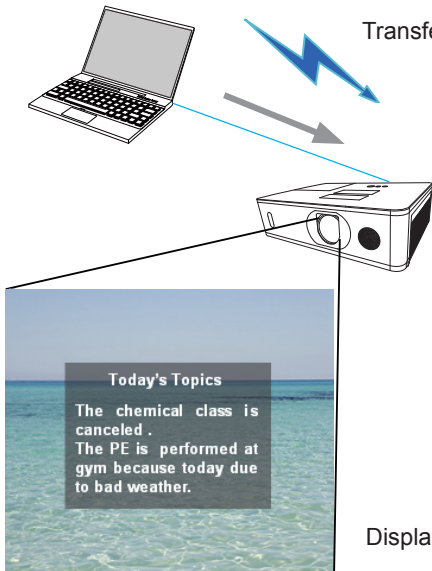 Transfe
Today's Topics
The chemical class is
canceled .
The PE is performed at
gym because today due
to bad weather.
Displa